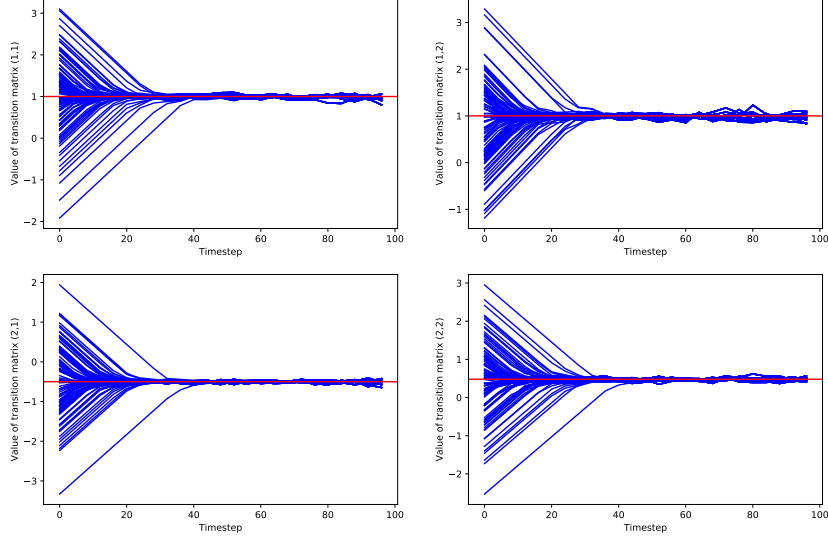 3
2
1
0
−1
−2
Value of transition matrix (1,1)
0 20 40 60 80 100
Timestep
3
2
1
0
−1
Value of transition matrix (1,2)
0 20 40 60 80 100
Timestep
2
1
0
−1
−2
−3
Value of transition matrix (2,1)
0 20 40 60 80 100
Timestep
3
2
1
0
−1
−2
Value of transition matrix (2,2)
0 20 40 60 80 100
Timestep